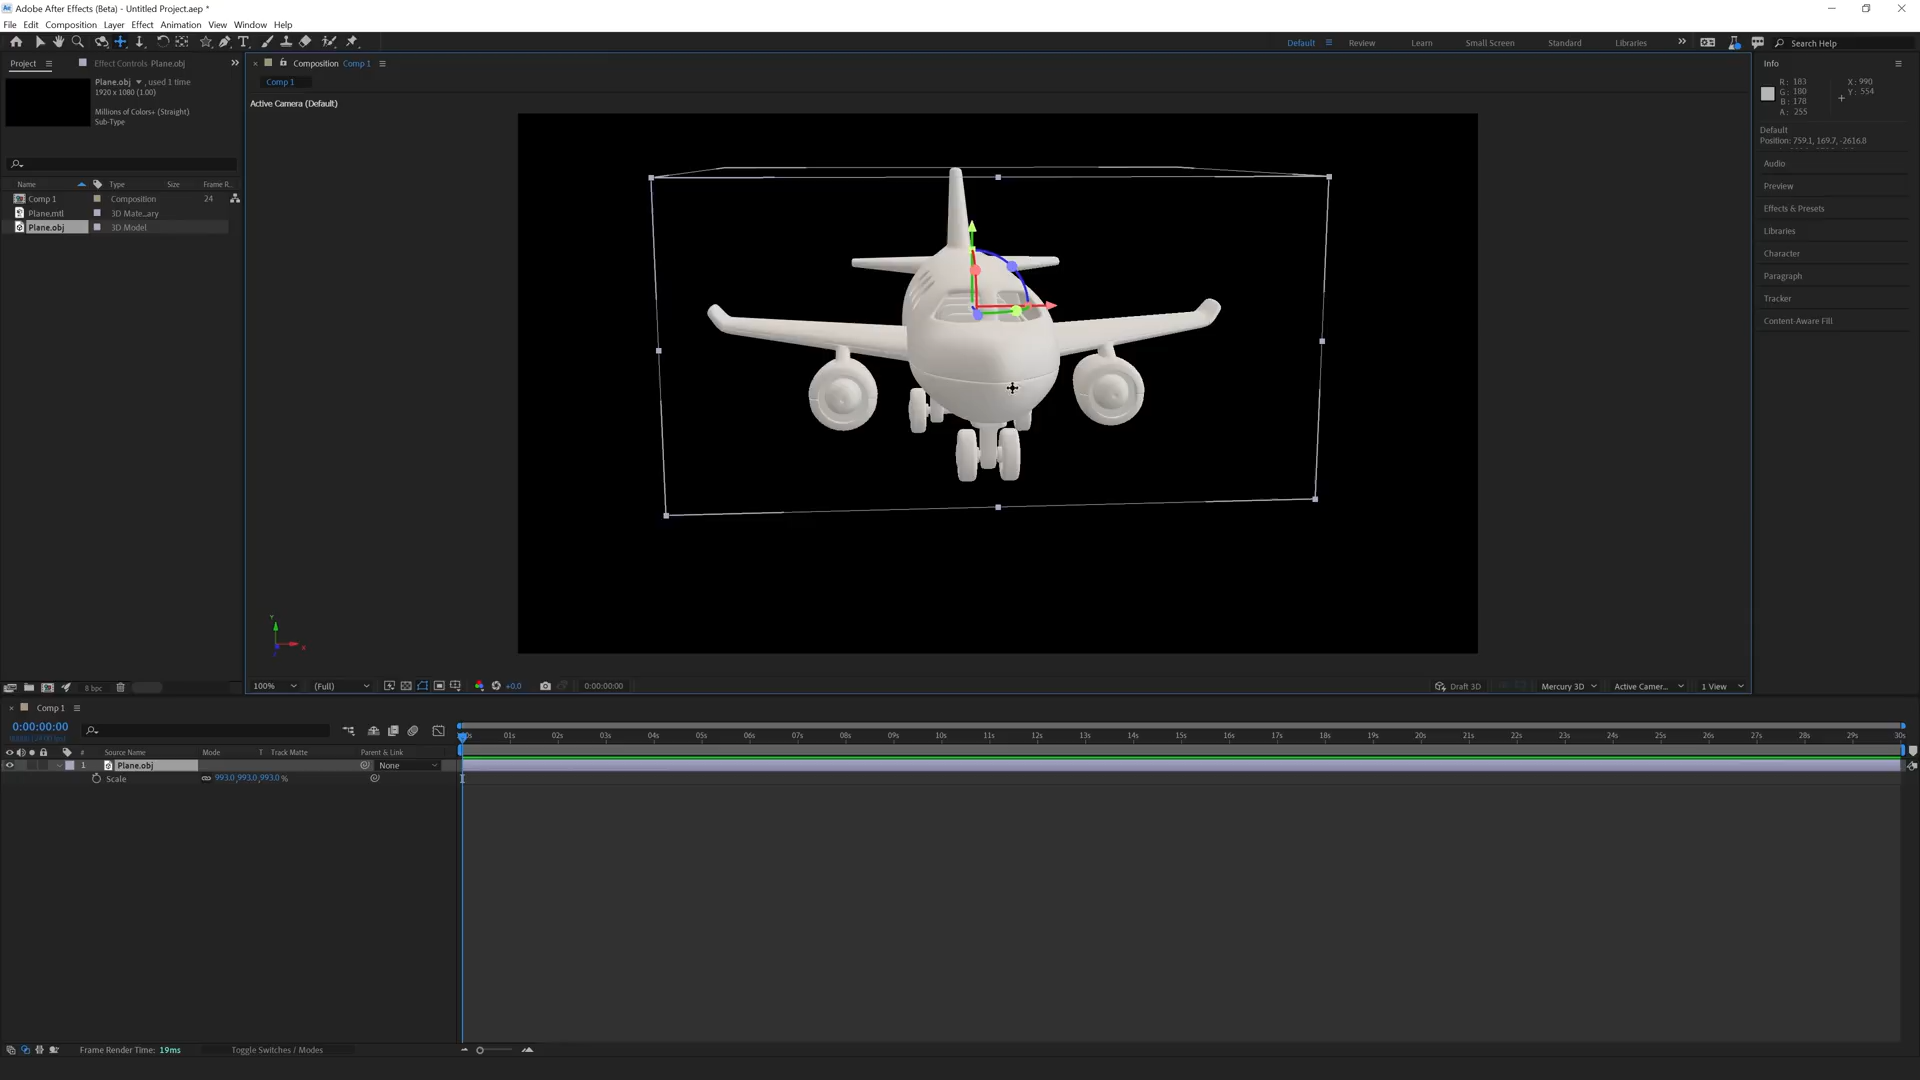 Ae Adobe After Effects (Beta) - Untitled Project.aep *
File Edit Composition Layer Effect Animation View Window Help
Default Review Learn Small Screen Standard Libraries Search Help
Project Effect Controls Plane.obj
Plane.obj , used 1 time
1920 x 1080 (1.00)
Millions of Colors+ (Straight)
Sub-Type
Name Type Size Frame R...
Comp 1 Composition 24
Plane.mtl 3D Mate...ary
Plane.obj 3D Model
8 bpc
Composition Comp 1
Comp 1
Active Camera (Default)
Y
X
100% (Full) +0.0 0:00:00:00 Draft 3D Mercury 3D Active Camer... 1 View
Info
R : 183
G : 180
B : 178
A : 255
X : 990
Y : 554
Default
Position: 759.1, 169.7, -2616.8
Audio
Preview
Effects & Presets
Libraries
Character
Paragraph
Tracker
Content-Aware Fill
Comp 1
0:00:00:00
01s 02s 03s 04s 05s 06s 07s 08s 09s 10s 11s 12s 13s 14s 15s 16s 17s 18s 19s 20s 21s 22s 23s 24s 25s 26s 27s 28s 29s 30s
# Source Name Mode T Track Matte Parent & Link
1 Plane.obj None
Scale 993.0,993.0,993.0 %
Frame Render Time: 19ms Toggle Switches / Modes